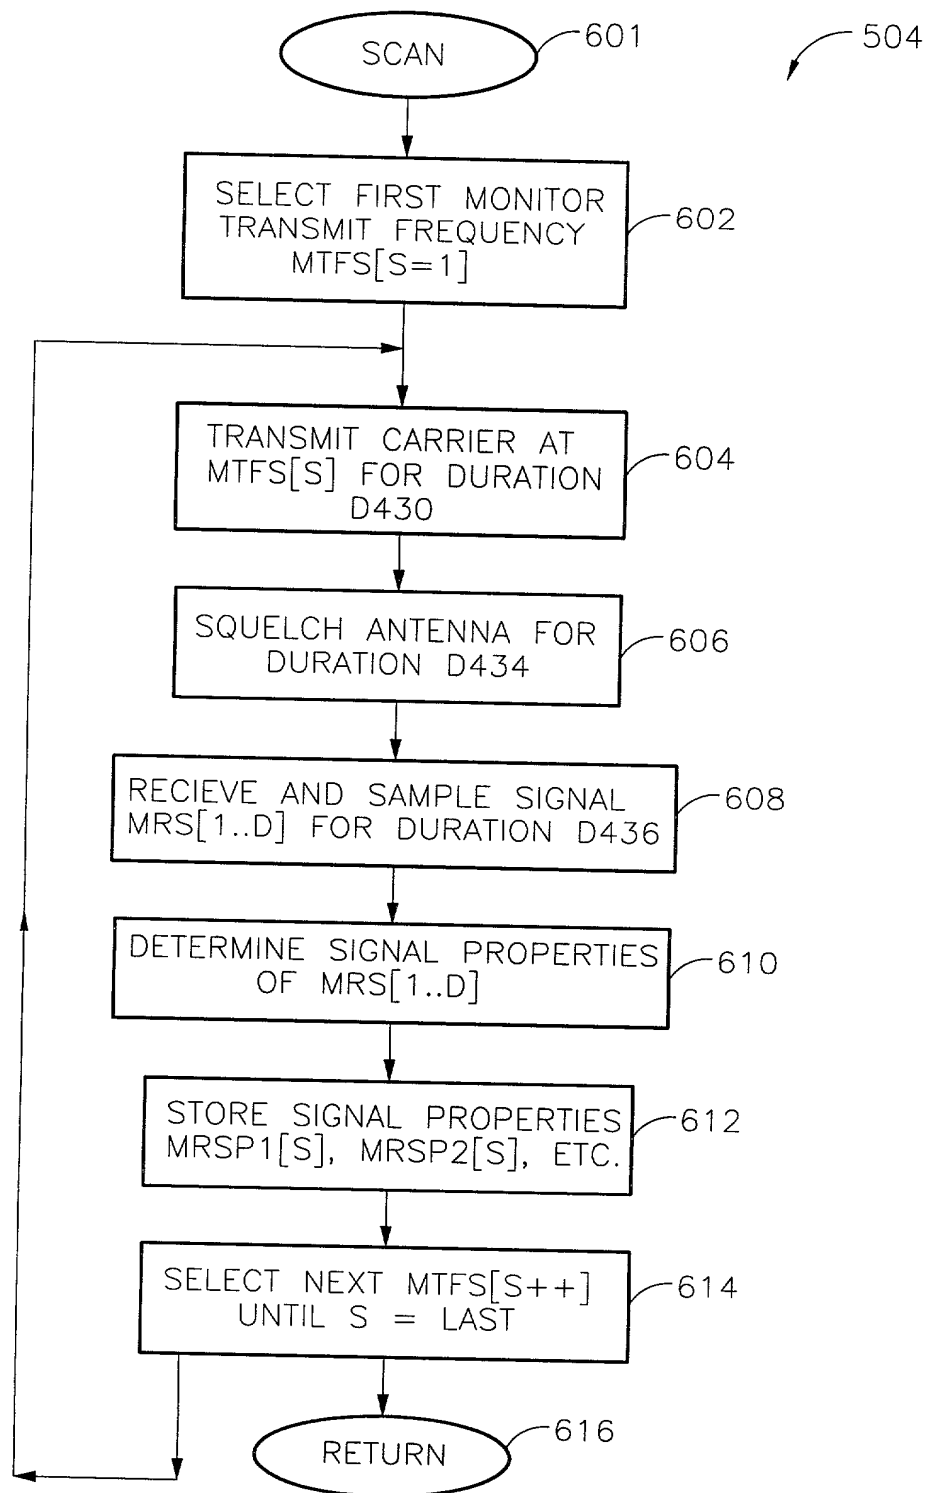 SCAN
601
504
SELECT FIRST MONITOR
TRANSMIT FREQUENCY
MTFS[S=1]
602
TRANSMIT CARRIER AT
MTFS[S] FOR DURATION
D430
604
SQUELCH ANTENNA FOR
DURATION D434
606
RECIEVE AND SAMPLE SIGNAL
MRS[1..D] FOR DURATION D436
608
DETERMINE SIGNAL PROPERTIES
OF MRS[1..D]
610
STORE SIGNAL PROPERTIES
MRSP1[S], MRSP2[S], ETC.
612
SELECT NEXT MTFS[S++]
UNTIL S = LAST
614
RETURN
616